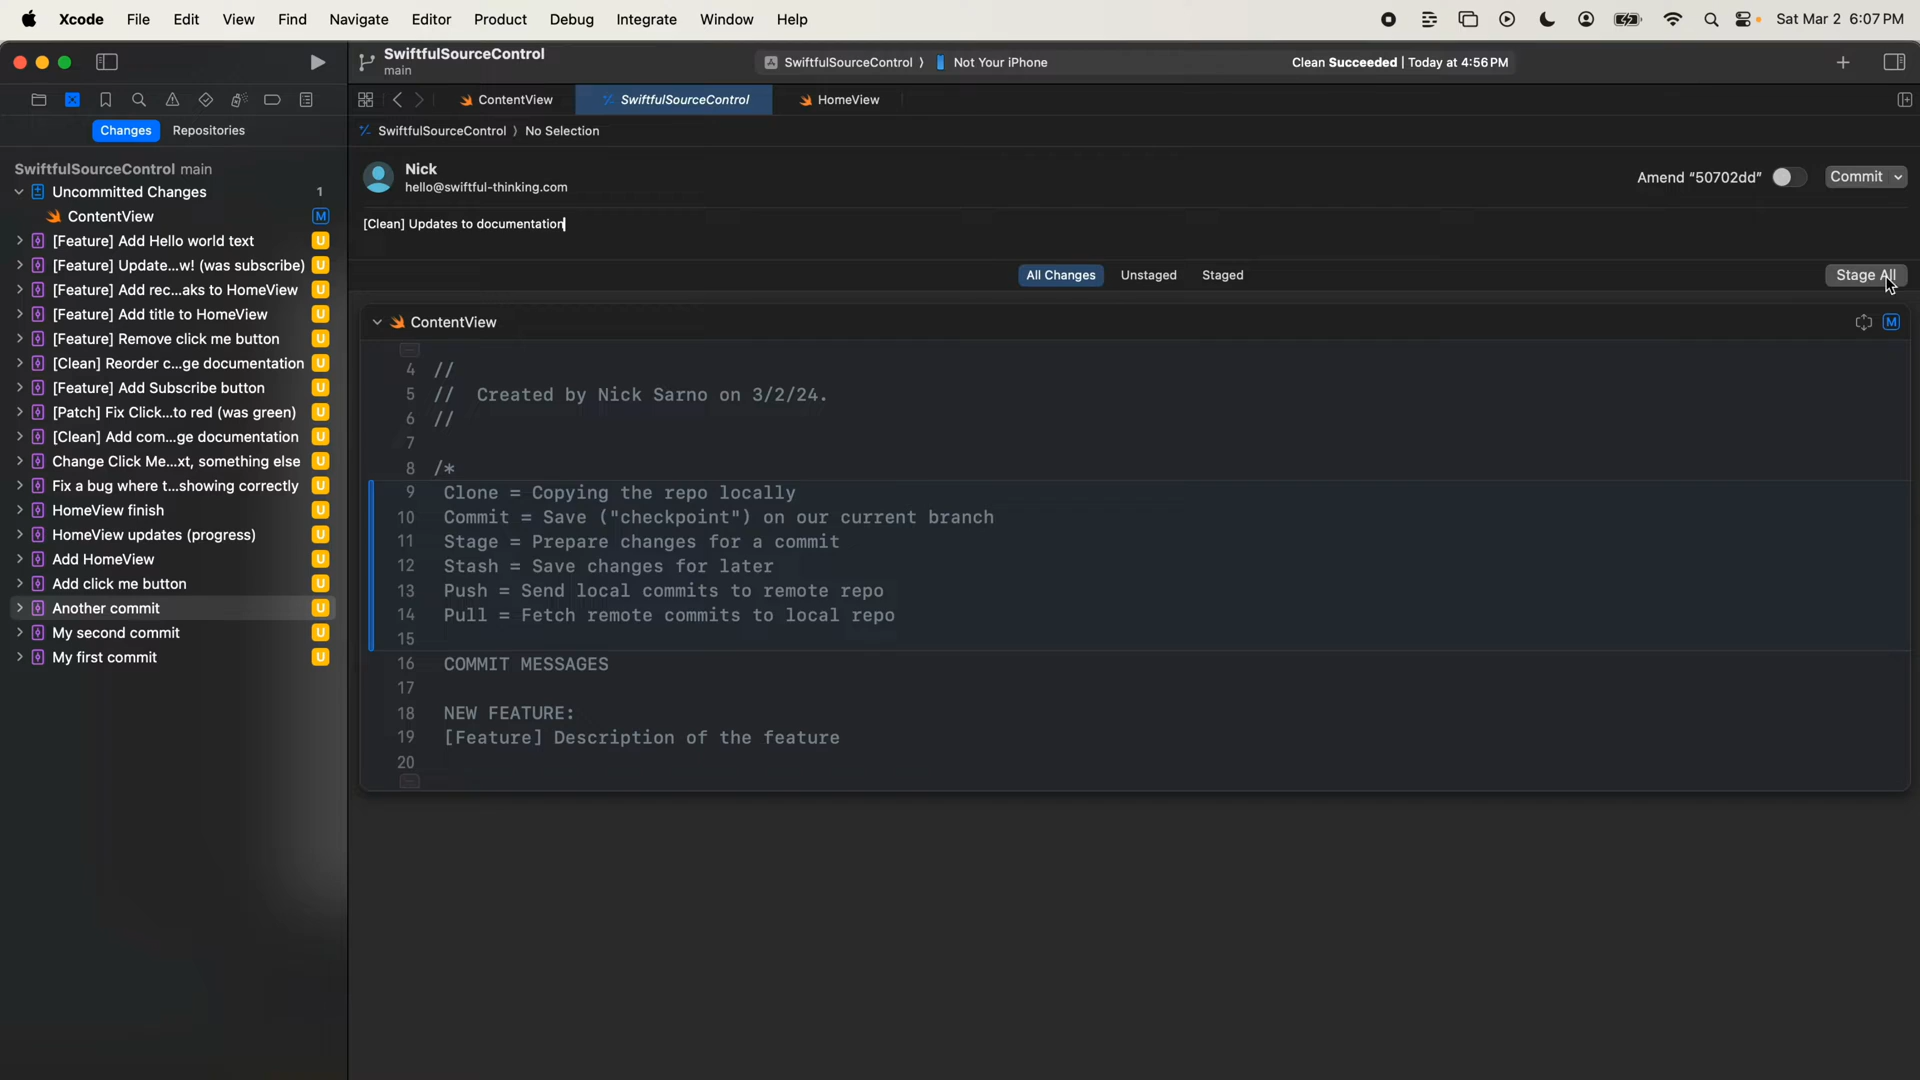 Xcode File Edit View Find Navigate Editor Product Debug Integrate Window Help Sat Mar 2 6:07 PM
SwiftfulSourceControl
main
SwiftfulSourceControl Not Your iPhone Clean Succeeded | Today at 4:56 PM
ContentView SwiftfulSourceControl HomeView
Changes Repositories
SwiftfulSourceControl No Selection
SwiftfulSourceControl main
Uncommitted Changes 1
ContentView M
[Feature] Add Hello world text U
[Feature] Update...w! (was subscribe) U
[Feature] Add rec...aks to HomeView U
[Feature] Add title to HomeView U
[Feature] Remove click me button U
[Clean] Reorder c...ge documentation U
[Feature] Add Subscribe button U
[Patch] Fix Click...to red (was green) U
[Clean] Add com...ge documentation U
Change Click Me...xt, something else U
Fix a bug where t...showing correctly U
HomeView finish U
HomeView updates (progress) U
Add HomeView U
Add click me button U
Another commit U
My second commit U
My first commit U
Nick
hello@swiftful-thinking.com
Amend “50702dd” Commit
[Clean] Updates to documentation
All Changes Unstaged Staged Stage All
ContentView M
4 //
5 //  Created by Nick Sarno on 3/2/24.
6 //
7
8 /*
9 Clone = Copying the repo locally
10 Commit = Save ("checkpoint") on our current branch
11 Stage = Prepare changes for a commit
12 Stash = Save changes for later
13 Push = Send local commits to remote repo
14 Pull = Fetch remote commits to local repo
15
16 COMMIT MESSAGES
17
18 NEW FEATURE:
19 [Feature] Description of the feature
20